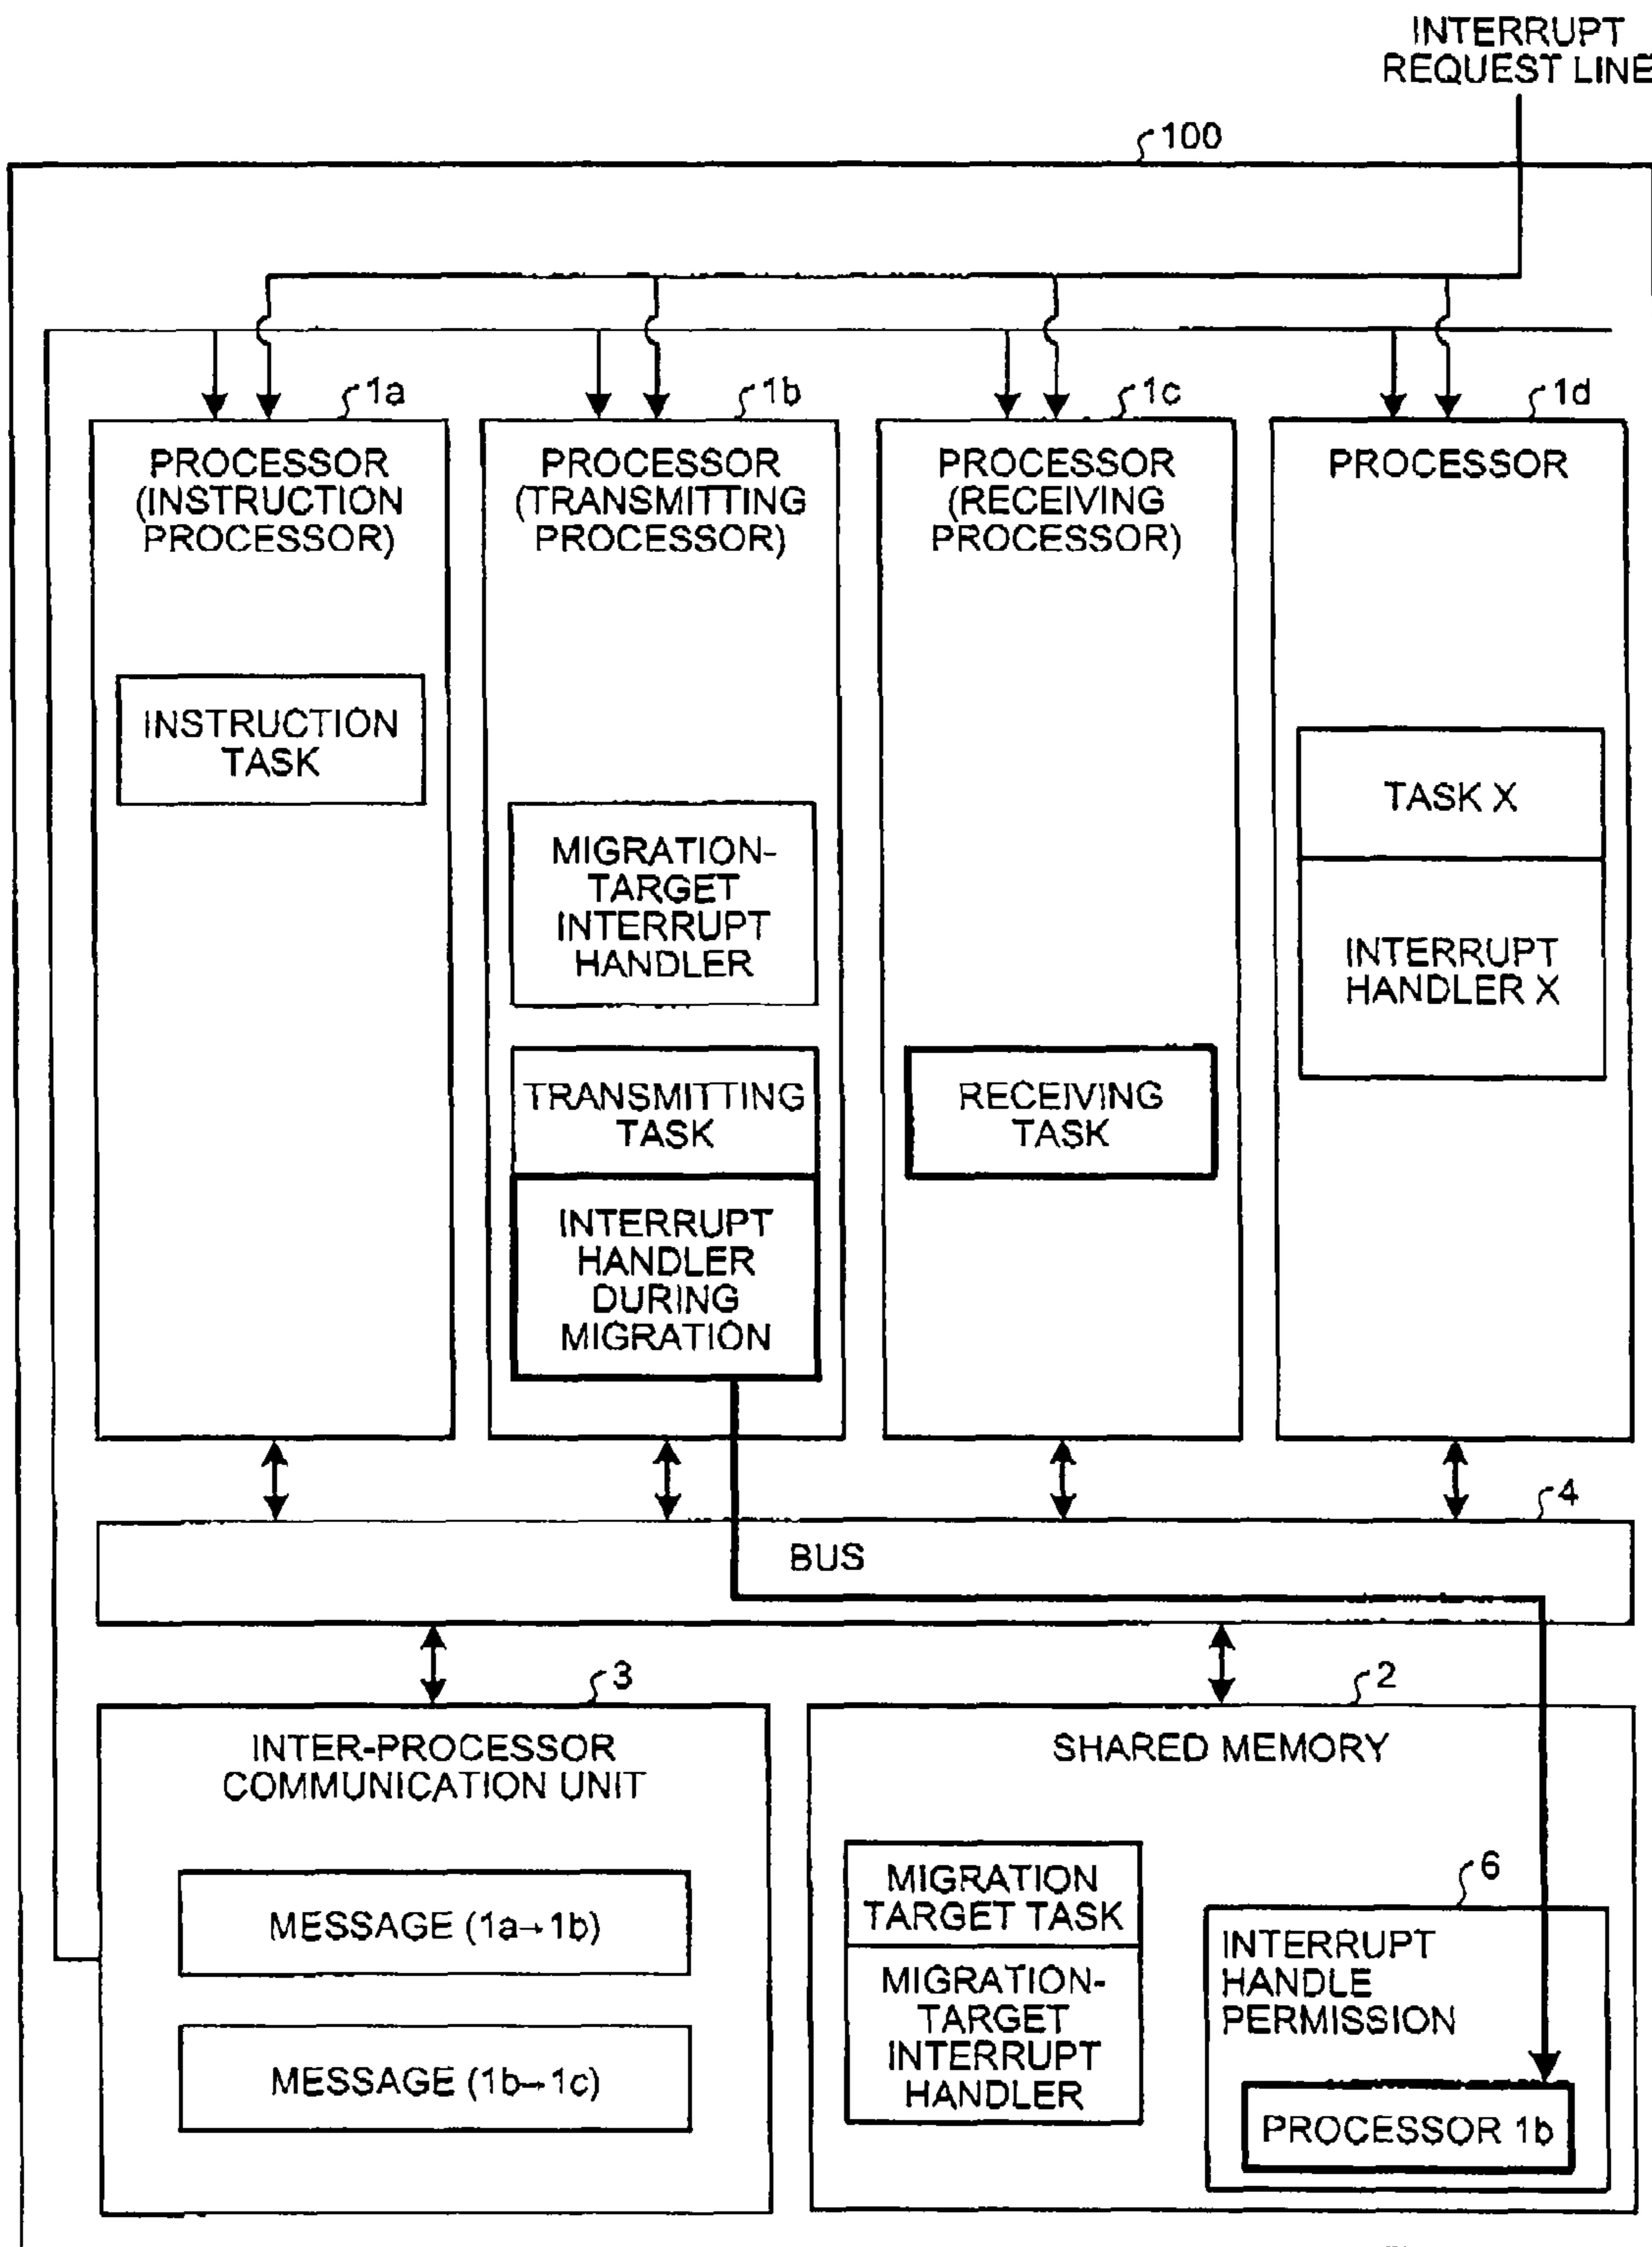 INTERRUPT
REQUEST LINE
100
1a
1b
1c
1d
PROCESSOR
(INSTRUCTION
PROCESSOR)
PROCESSOR
(TRANSMITTING
PROCESSOR)
PROCESSOR
(RECEIVING
PROCESSOR)
PROCESSOR
INSTRUCTION
TASK
MIGRATION-
TARGET
INTERRUPT
HANDLER
TRANSMITTING
TASK
INTERRUPT
HANDLER
DURING
MIGRATION
RECEIVING
TASK
TASK X
INTERRUPT
HANDLER X
4
BUS
3
INTER-PROCESSOR
COMMUNICATION UNIT
MESSAGE (1a→1b)
MESSAGE (1b→1c)
2
SHARED MEMORY
MIGRATION
TARGET TASK
MIGRATION-
TARGET
INTERRUPT
HANDLER
6
INTERRUPT
HANDLE
PERMISSION
PROCESSOR 1b